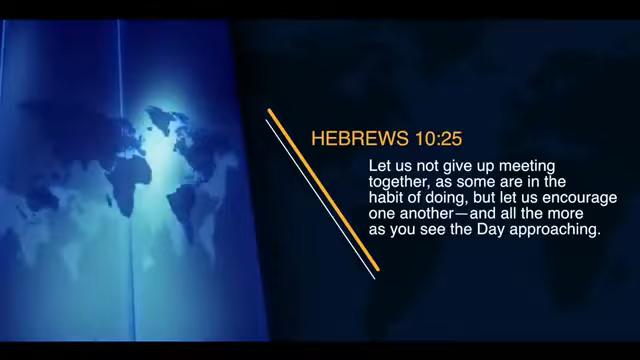 HEBREWS 10:25
Let us not give up meeting
together, as some are in the
habit of doing, but let us encourage
one another—and all the more
as you see the Day approaching.